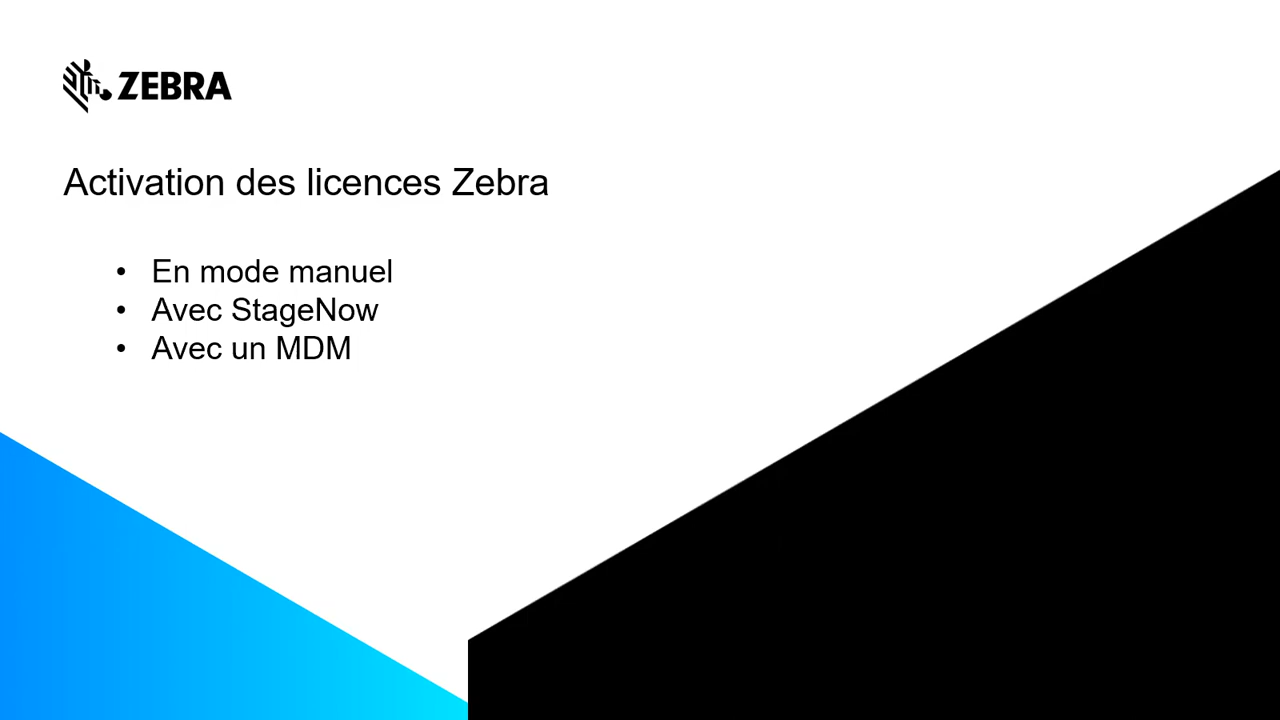 ZEBRA
Activation des licences Zebra
• En mode manuel
• Avec StageNow
• Avec un MDM